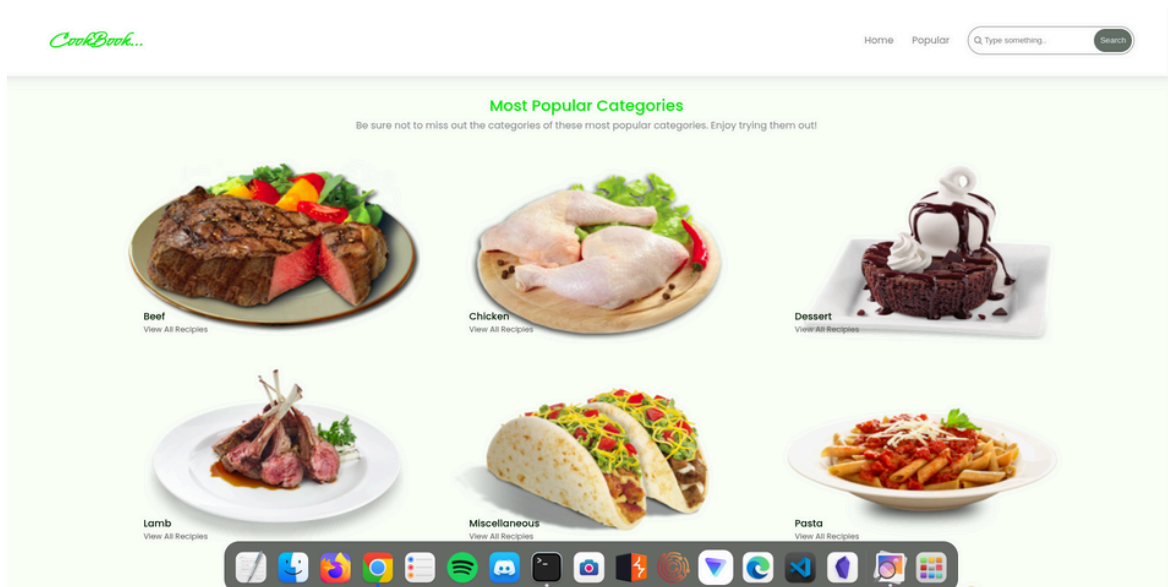 CookBook...
Home Popular Type something.. Search
Most Popular Categories
Be sure not to miss out the categories of these most popular categories. Enjoy trying them out!
Beef Chicken Dessert
View All Recipies View All Recipies View All Recipies
Lamb Miscellaneous Pasta
View All Recipies View All Recipies View All Recipies